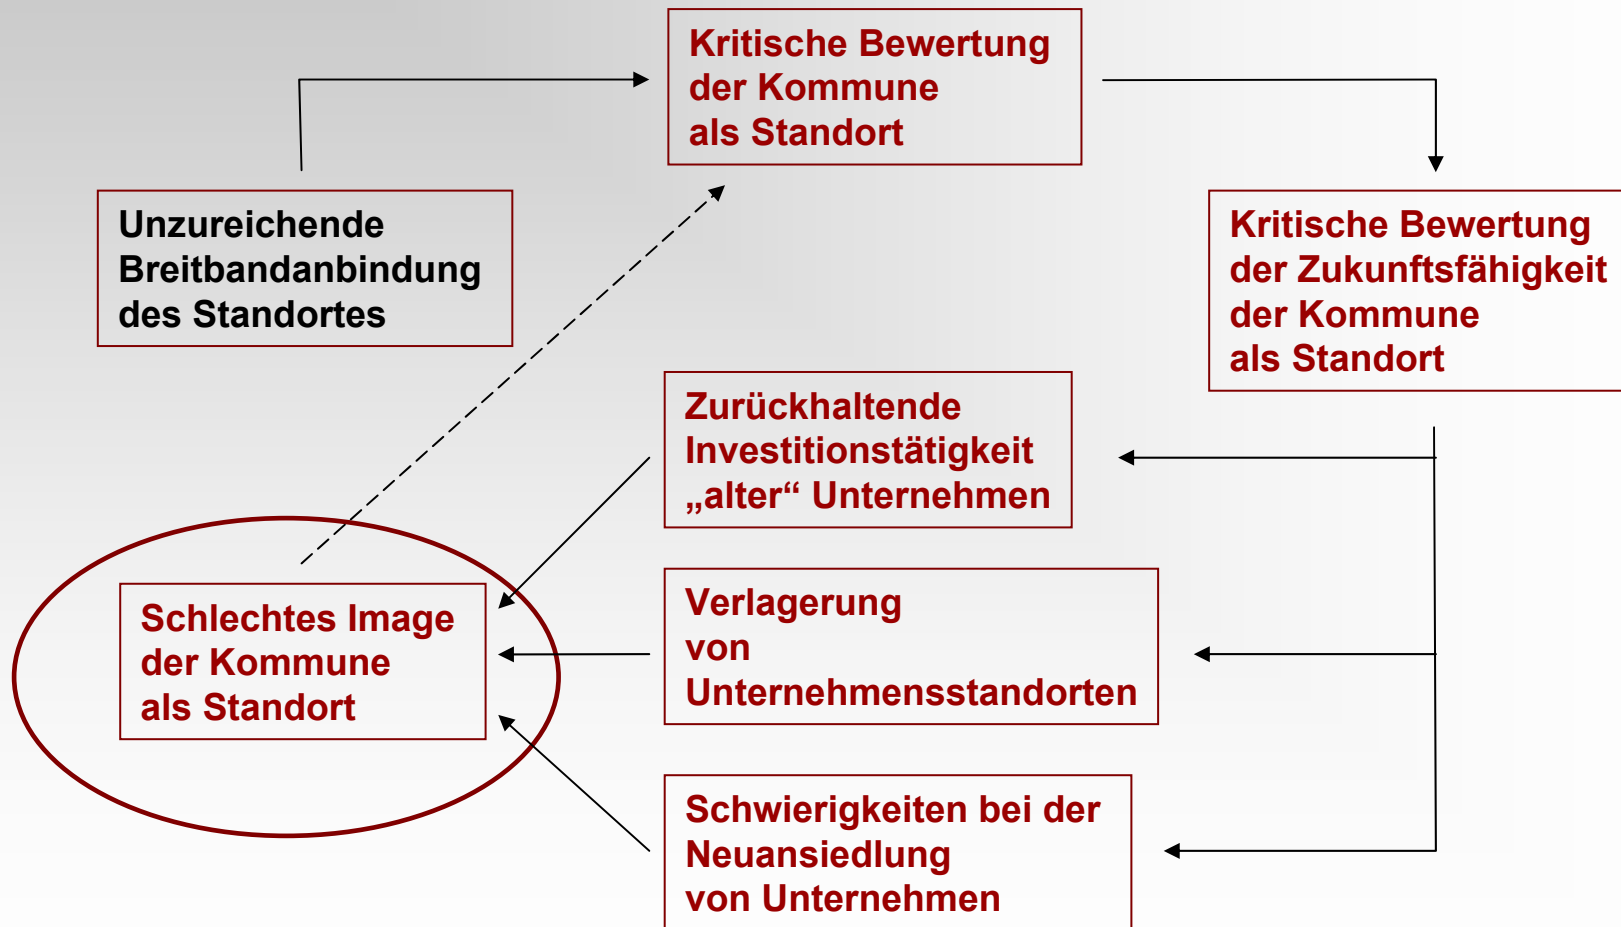 Kritische Bewertung
der Kommune
als Standort
Unzureichende
Breitbandanbindung
des Standortes
Kritische Bewertung
der Zukunftsfähigkeit
der Kommune
als Standort
Zurückhaltende
Investitionstätigkeit
„alter“ Unternehmen
Verlagerung
von
Unternehmensstandorten
Schwierigkeiten bei der
Neuansiedlung
von Unternehmen
Schlechtes Image
der Kommune
als Standort